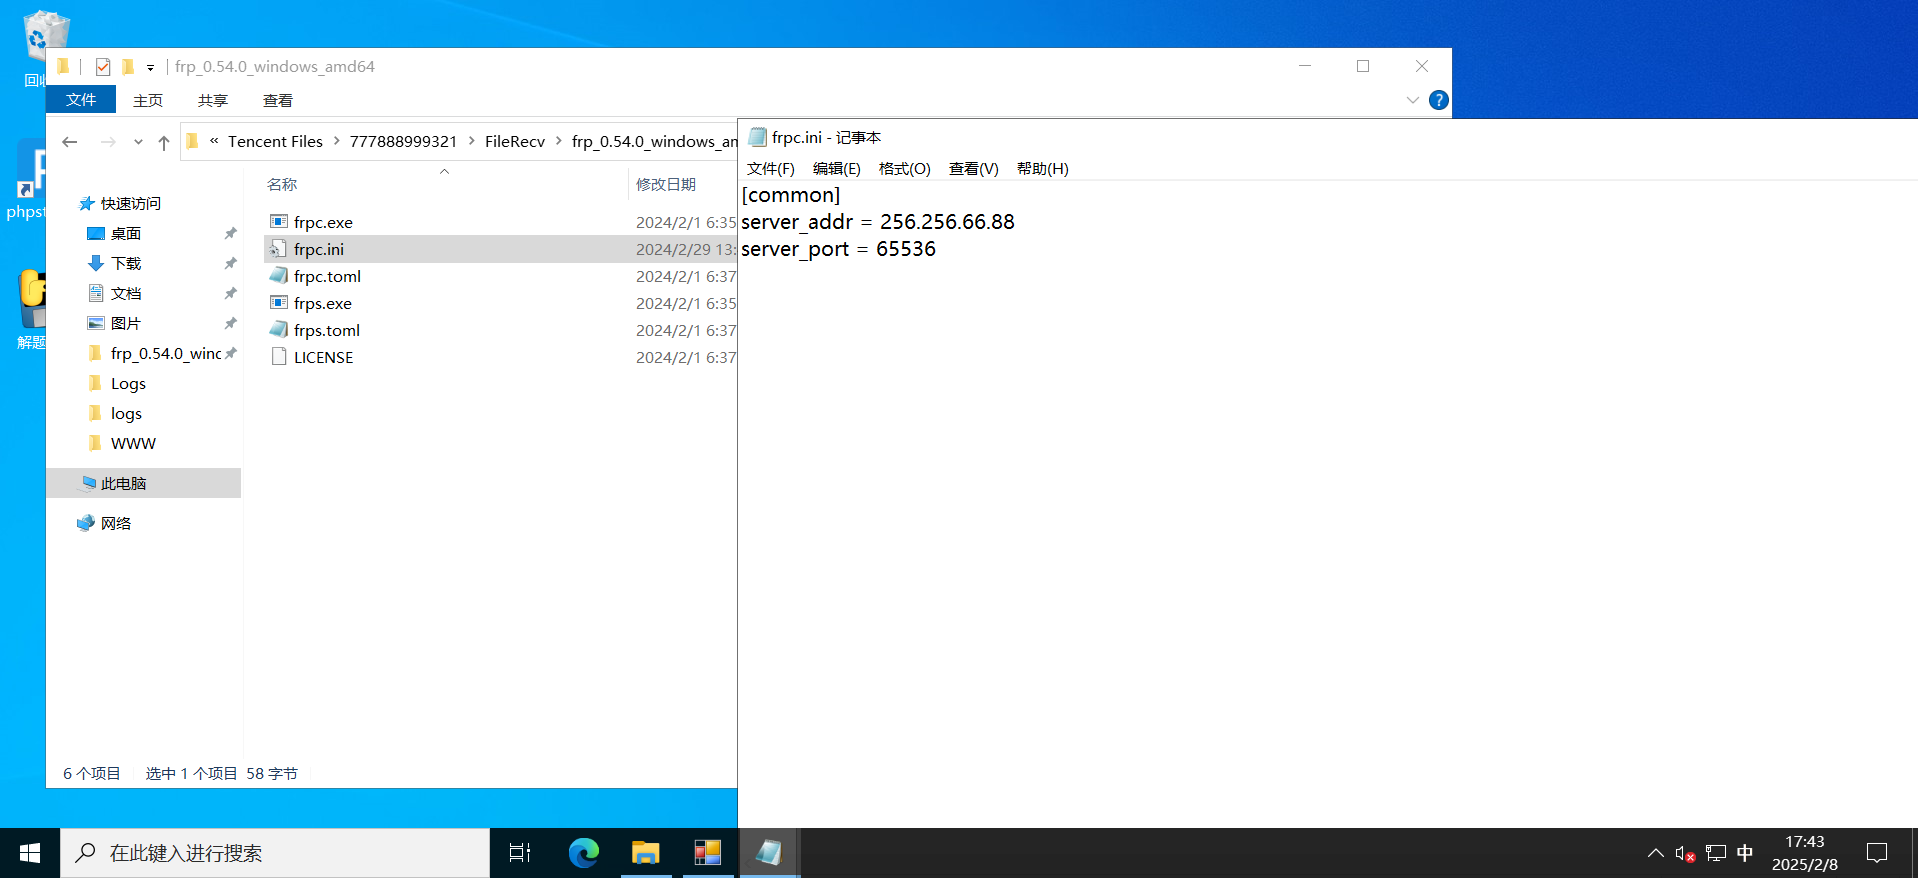 回收
phpst
解题
frp_0.54.0_windows_amd64
文件 主页 共享 查看
« Tencent Files > 777888999321 > FileRecv > frp_0.54.0_windows_am
快速访问
桌面
下载
文档
图片
frp_0.54.0_winc
Logs
logs
WWW
此电脑
网络
名称 修改日期
frpc.exe 2024/2/1 6:35
frpc.ini 2024/2/29 13:
frpc.toml 2024/2/1 6:37
frps.exe 2024/2/1 6:35
frps.toml 2024/2/1 6:37
LICENSE 2024/2/1 6:37
6 个项目 选中 1 个项目 58 字节
frpc.ini - 记事本
文件(F) 编辑(E) 格式(O) 查看(V) 帮助(H)
[common]
server_addr = 256.256.66.88
server_port = 65536
在此键入进行搜索
中
17:43
2025/2/8